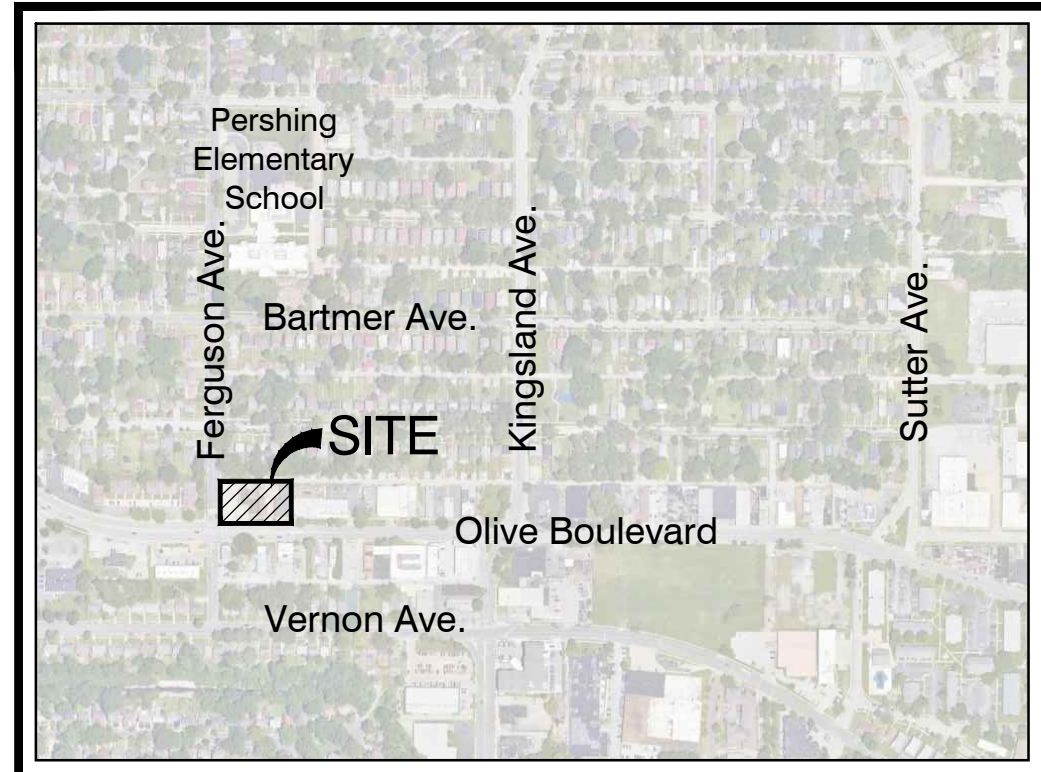 Pershing
Elementary
School
Ferguson Ave.
Kingsland Ave.
Sutter Ave.
Bartmer Ave.
SITE
Olive Boulevard
Vernon Ave.